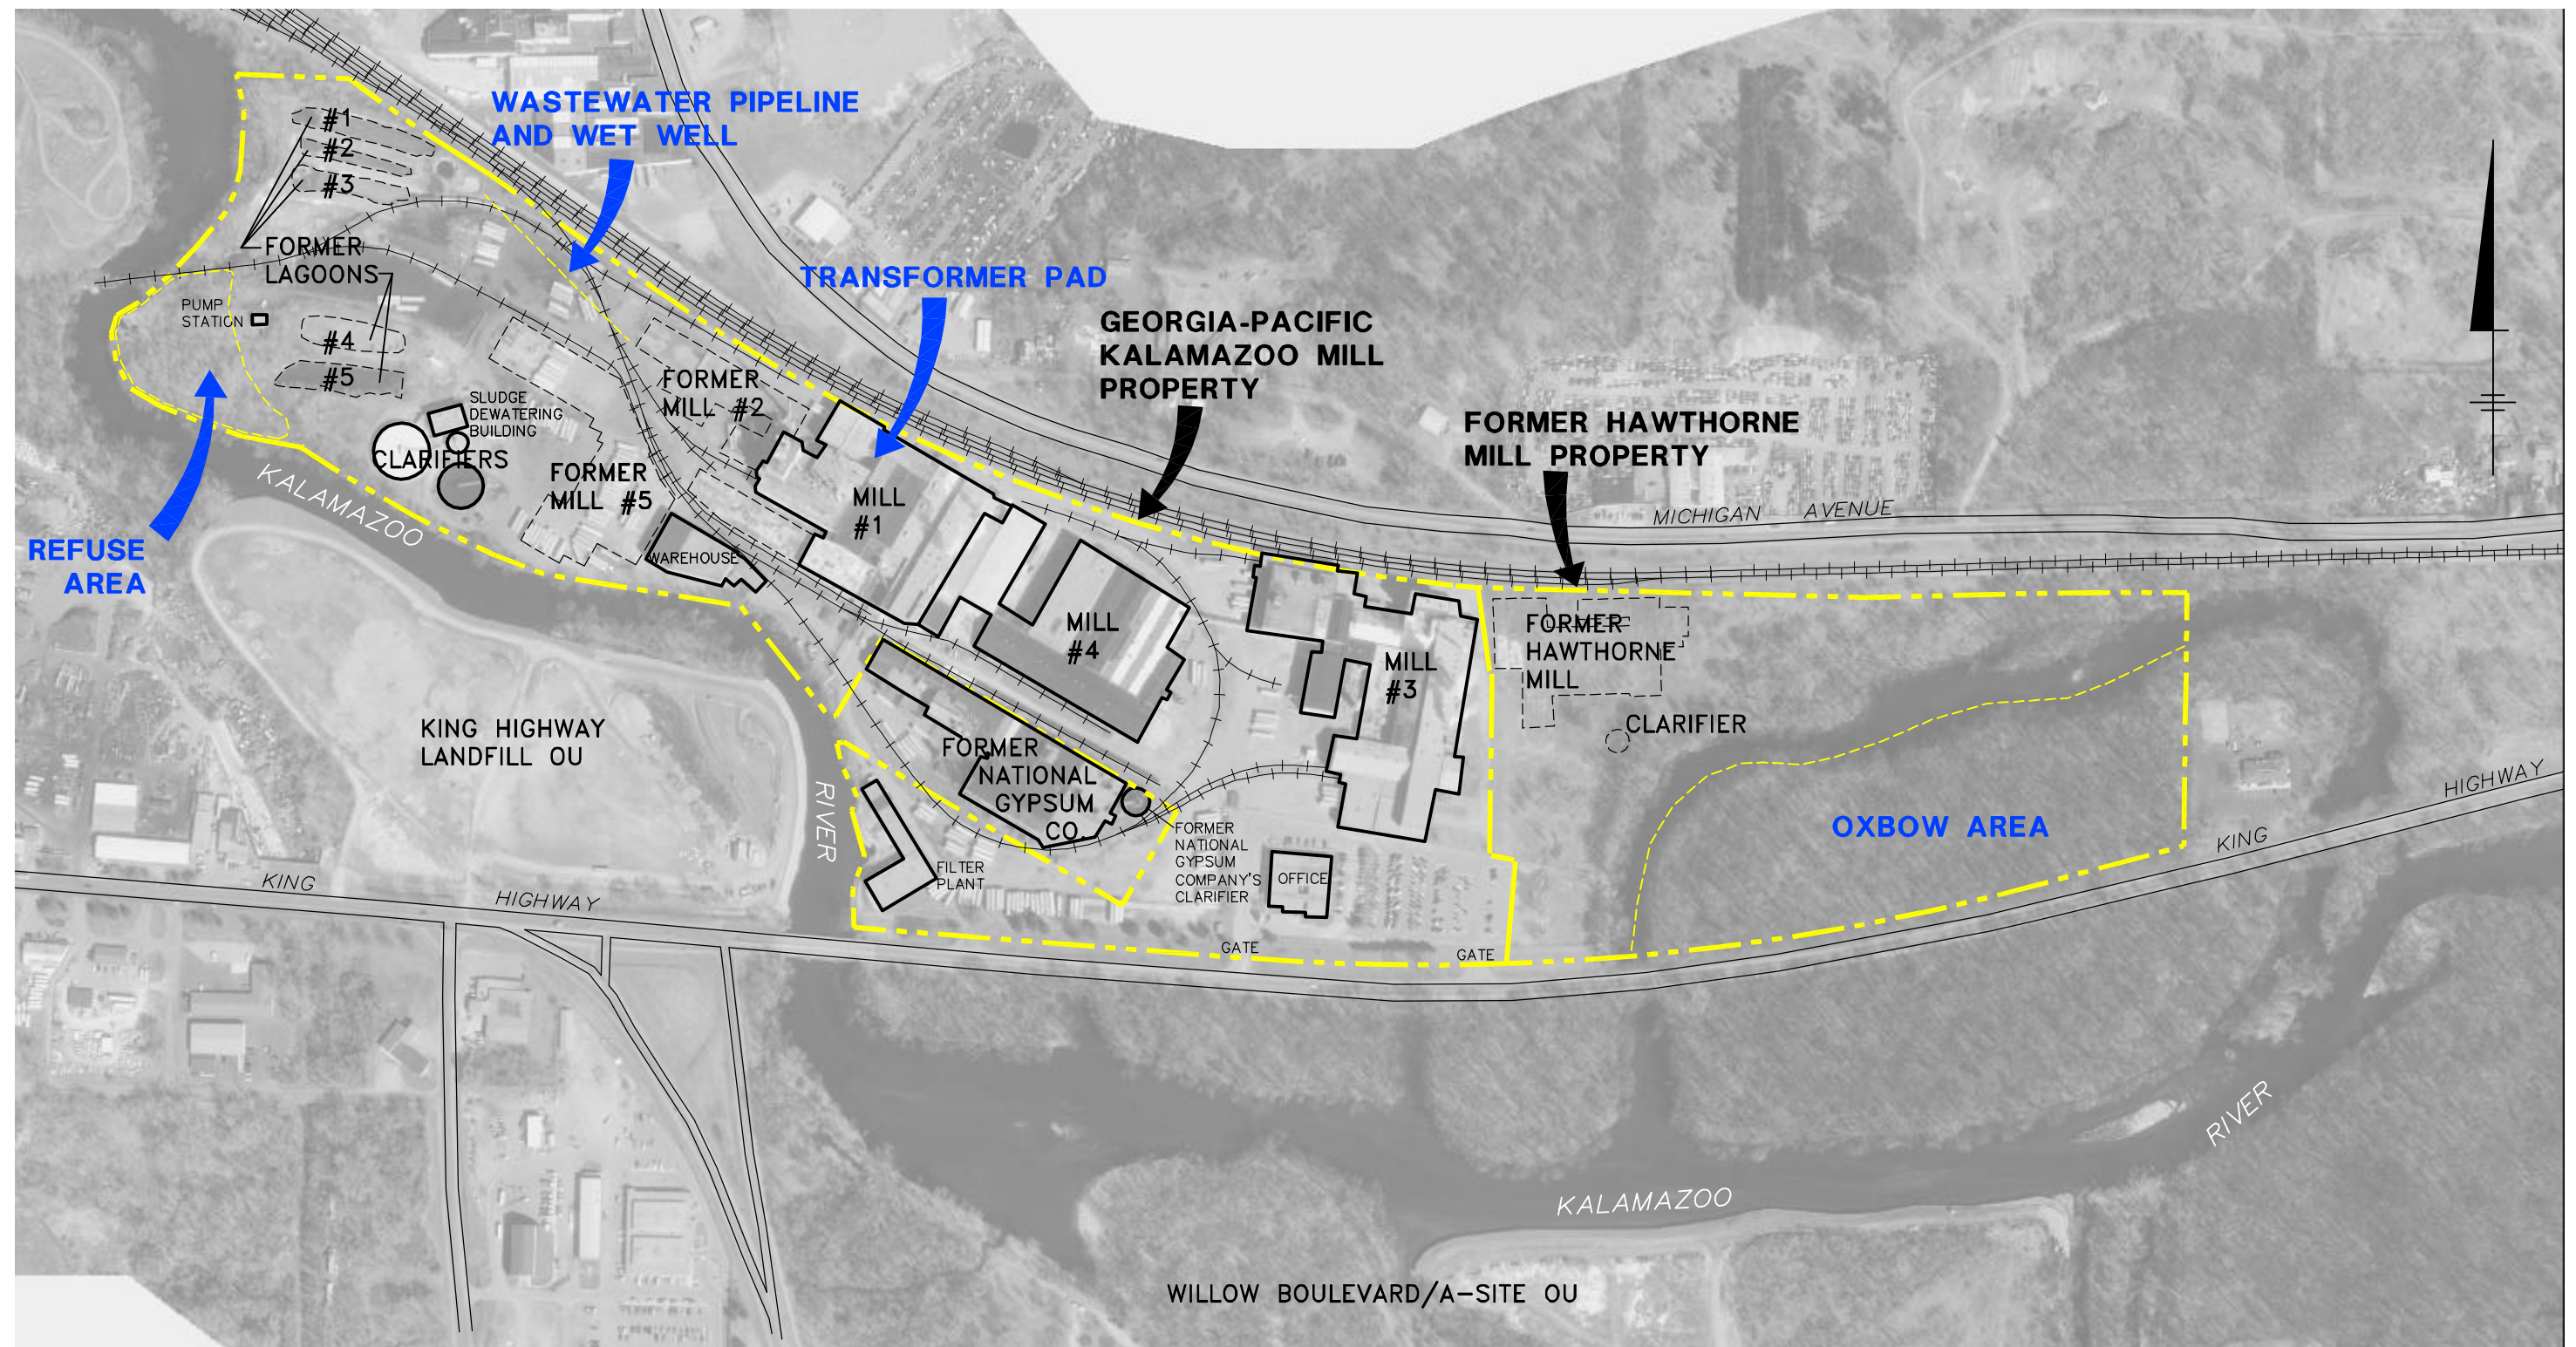 WASTEWATER PIPELINE
AND WET WELL
#1
#2
#3
FORMER
LAGOONS
TRANSFORMER PAD
PUMP
STATION
#4
#5
GEORGIA-PACIFIC
KALAMAZOO MILL
PROPERTY
FORMER
MILL #2
SLUDGE
DEWATERING
BUILDING
CLARIFIERS
FORMER HAWTHORNE
MILL PROPERTY
KALAMAZOO
FORMER
MILL #5
MILL
#1
MICHIGAN AVENUE
REFUSE
AREA
WAREHOUSE
MILL
#4
FORMER
HAWTHORNE
MILL
MILL
#3
CLARIFIER
KING HIGHWAY
LANDFILL OU
FORMER
NATIONAL
GYPSUM
CO.
RIVER
HIGHWAY
KING
OXBOW AREA
FORMER
NATIONAL
GYPSUM
COMPANY'S
CLARIFIER
FILTER
PLANT
OFFICE
KING
HIGHWAY
GATE
GATE
RIVER
KALAMAZOO
WILLOW BOULEVARD/A-SITE OU